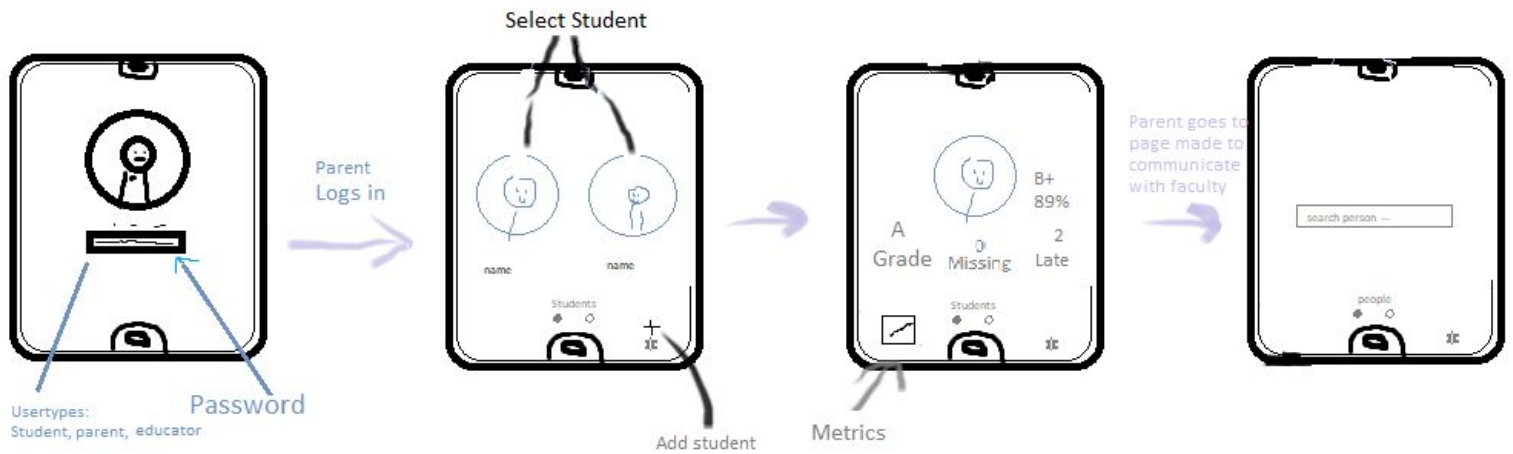 Select Student
Parent
Logs in
Usertypes:
Student, parent, educator
Password
name
name
Students
Add student
B+
89%
A
Grade
0
Missing
2
Late
Students
Metrics
Parent goes to
page made to
communicate
with faculty
search person —
people